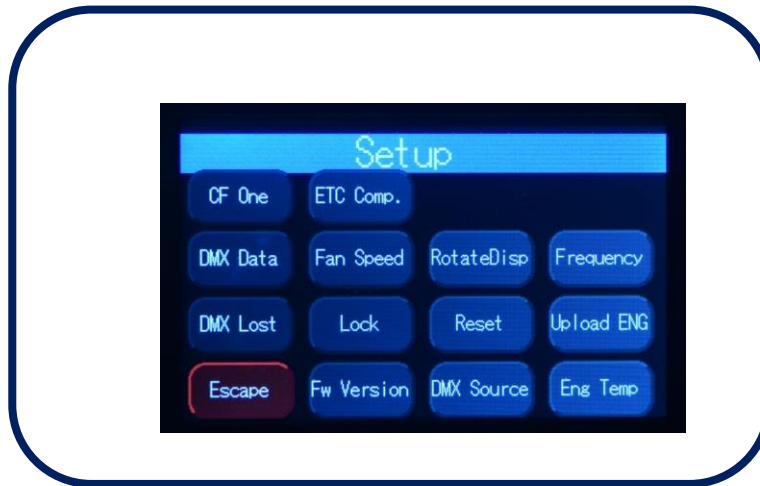 Setup
CF One ETC Comp.
DMX Data Fan Speed RotateDisp Frequency
DMX Lost Lock Reset Upload ENG
Escape Fw Version DMX Source Eng Temp